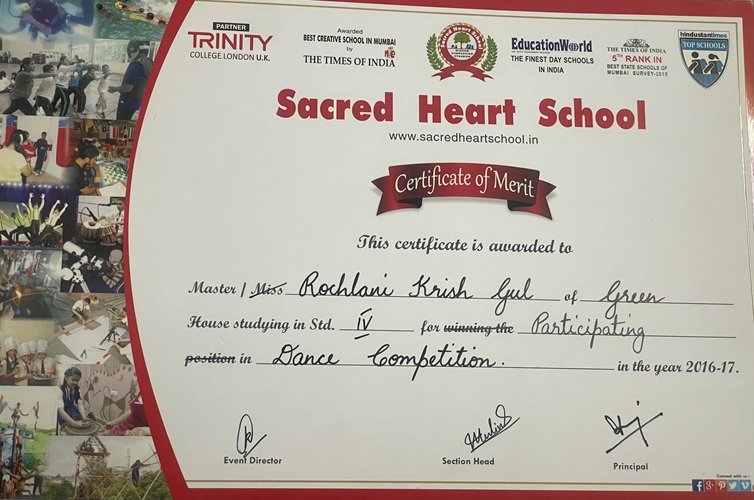 PARTNER
TRINITY
COLLEGE LONDON U.K.
Awarded
BEST CREATIVE SCHOOL IN MUMBAI
by
THE TIMES OF INDIA
Sacred Heart School
EducationWorld
THE FINEST DAY SCHOOLS
IN INDIA
THE TIMES OF INDIA
5TH RANK IN
BEST STATE SCHOOLS OF
MUMBAI SURVEY-2015
hindustantimes
TOP SCHOOLS
Sacred Heart School
www.sacredheartschool.in
Certificate of Merit
This certificate is awarded to
Master / Miss Rochlani Krish Gul of Green
House studying in Std. IV for winning the Participating
position in Dance Competition. in the year 2016-17.
Event Director
Section Head
Principal
Connect with us :